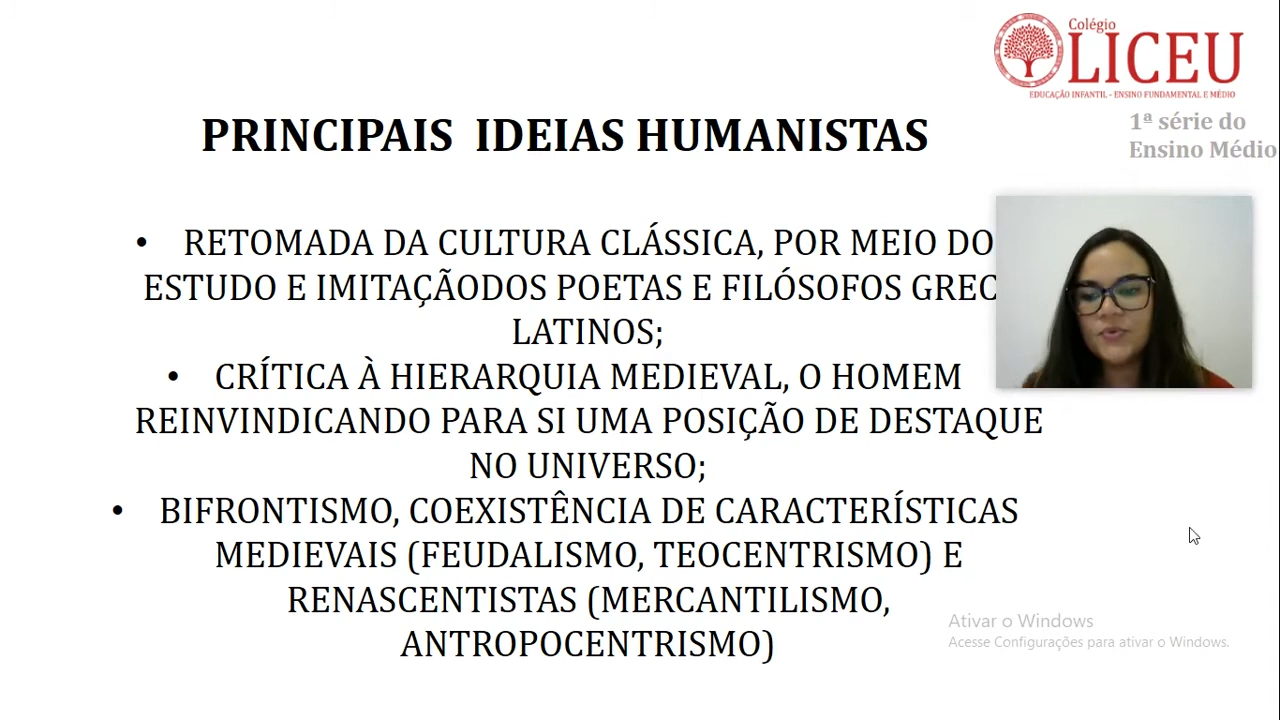 Colégio
LICEU
EDUCAÇÃO INFANTIL - ENSINO FUNDAMENTAL E MÉDIO
1ª série do
Ensino Médio
PRINCIPAIS IDEIAS HUMANISTAS
• RETOMADA DA CULTURA CLÁSSICA, POR MEIO DO
ESTUDO E IMITAÇÃODOS POETAS E FILÓSOFOS GREC
LATINOS;
• CRÍTICA À HIERARQUIA MEDIEVAL, O HOMEM
REINVINDICANDO PARA SI UMA POSIÇÃO DE DESTAQUE
NO UNIVERSO;
• BIFRONTISMO, COEXISTÊNCIA DE CARACTERÍSTICAS
MEDIEVAIS (FEUDALISMO, TEOCENTRISMO) E
RENASCENTISTAS (MERCANTILISMO,
ANTROPOCENTRISMO)
Ativar o Windows
Acesse Configurações para ativar o Windows.